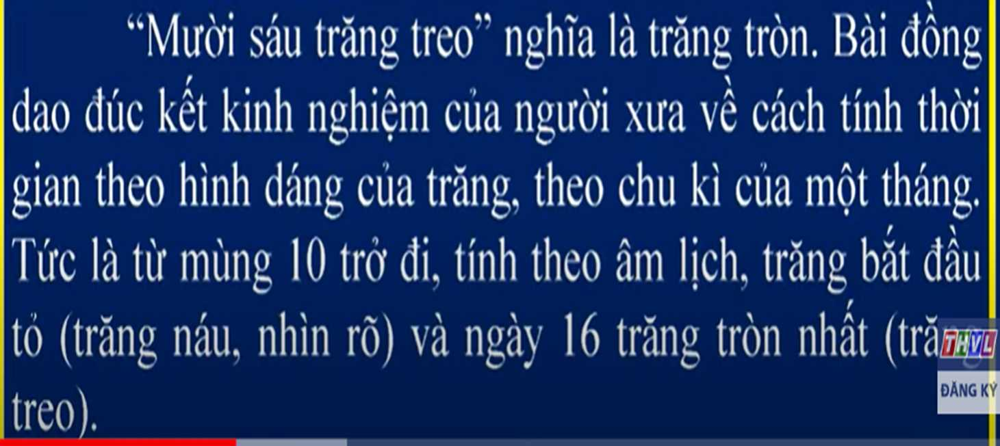 “Mười sáu trăng treo” nghĩa là trăng tròn. Bài đồng
dao đúc kết kinh nghiệm của người xưa về cách tính thời
gian theo hình dáng của trăng, theo chu kì của một tháng.
Tức là từ mùng 10 trở đi, tính theo âm lịch, trăng bắt đầu
tỏ (trăng náu, nhìn rõ) và ngày 16 trăng tròn nhất (trăng
treo).
THVL
ĐĂNG KÝ